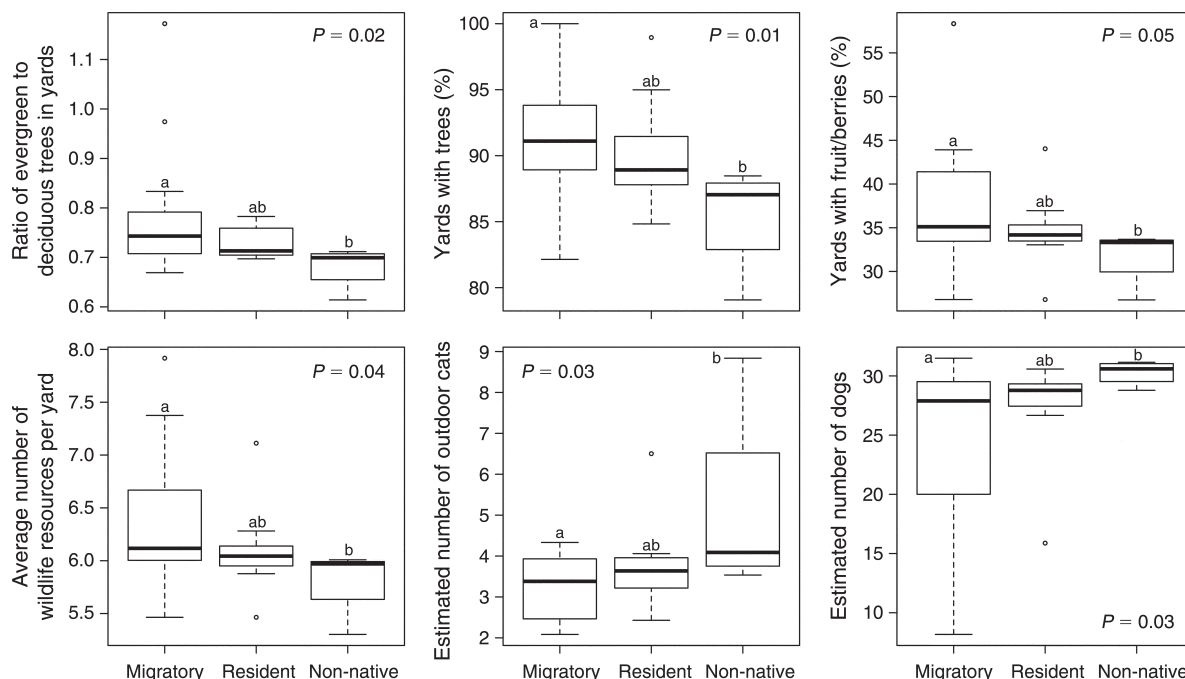 Ratio of evergreen to
deciduous trees in yards
1.1
1.0
0.9
0.8
0.7
0.6
P = 0.02
a
ab
b
Yards with trees (%)
100
95
90
85
80
P = 0.01
a
ab
b
Yards with fruit/berries (%)
55
50
45
40
35
30
P = 0.05
a
ab
b
Average number of
wildlife resources per yard
8.0
7.5
7.0
6.5
6.0
5.5
P = 0.04
a
ab
b
Migratory Resident Non-native
Estimated number of outdoor cats
9
8
7
6
5
4
3
2
P = 0.03
a
ab
b
Migratory Resident Non-native
Estimated number of dogs
30
25
20
10
a
ab
b
P = 0.03
Migratory Resident Non-native